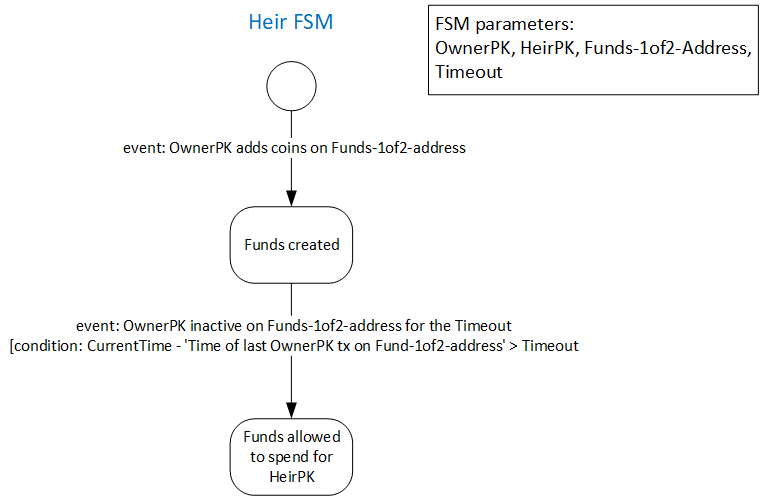 Heir FSM
FSM parameters:
OwnerPK, HeirPK, Funds-1of2-Address,
Timeout
event: OwnerPK adds coins on Funds-1of2-address
Funds created
event: OwnerPK inactive on Funds-1of2-address for the Timeout
[condition: CurrentTime - 'Time of last OwnerPK tx on Fund-1of2-address' > Timeout
Funds allowed
to spend for
HeirPK